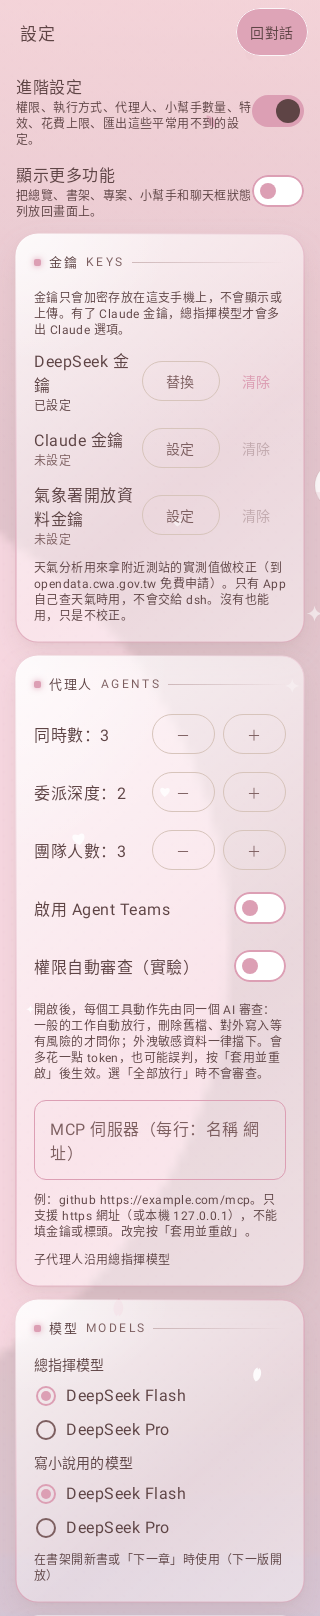 設定
回對話
進階設定
權限、執行方式、代理人、小幫手數量、特
效、花費上限、匯出這些平常用不到的設
定。
顯示更多功能
把總覽、書架、專案、小幫手和聊天框狀態
列放回畫面上。
金鑰 KEYS
金鑰只會加密存放在這支手機上，不會顯示或
上傳。有了 Claude 金鑰，總指揮模型才會多
出 Claude 選項。
DeepSeek 金
鑰
已設定
替換
清除
Claude 金鑰
未設定
設定
清除
氣象署開放資
料金鑰
未設定
設定
清除
天氣分析用來拿附近測站的實測值做校正（到
opendata.cwa.gov.tw 免費申請）。只有 App
自己查天氣時用，不會交給 dsh。沒有也能
用，只是不校正。
代理人 AGENTS
同時數：3
−
+
委派深度：2
−
+
團隊人數：3
−
+
啟用 Agent Teams
權限自動審查（實驗）
開啟後，每個工具動作先由同一個 AI 審查：
一般的工作自動放行，刪除舊檔、對外寫入等
有風險的才問你；外洩敏感資料一律擋下。會
多花一點 token，也可能誤判，按「套用並重
啟」後生效。選「全部放行」時不會審查。
MCP 伺服器（每行：名稱 網
址）
例：github https://example.com/mcp。只
支援 https 網址（或本機 127.0.0.1），不能
填金鑰或標頭。改完按「套用並重啟」。
子代理人沿用總指揮模型
模型 MODELS
總指揮模型
DeepSeek Flash
DeepSeek Pro
寫小說用的模型
DeepSeek Flash
DeepSeek Pro
在書架開新書或「下一章」時使用（下一版開
放）